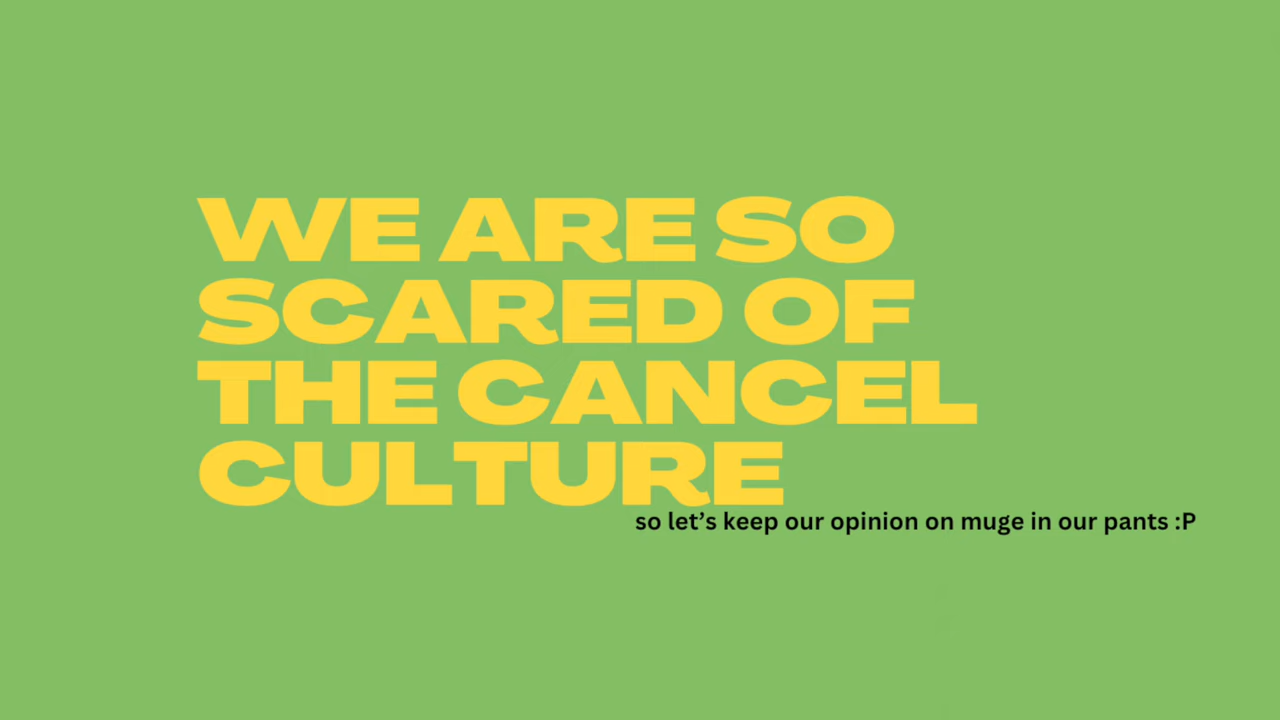 WE ARE SO
SCARED OF
THE CANCEL
CULTURE
so let’s keep our opinion on muge in our pants :P